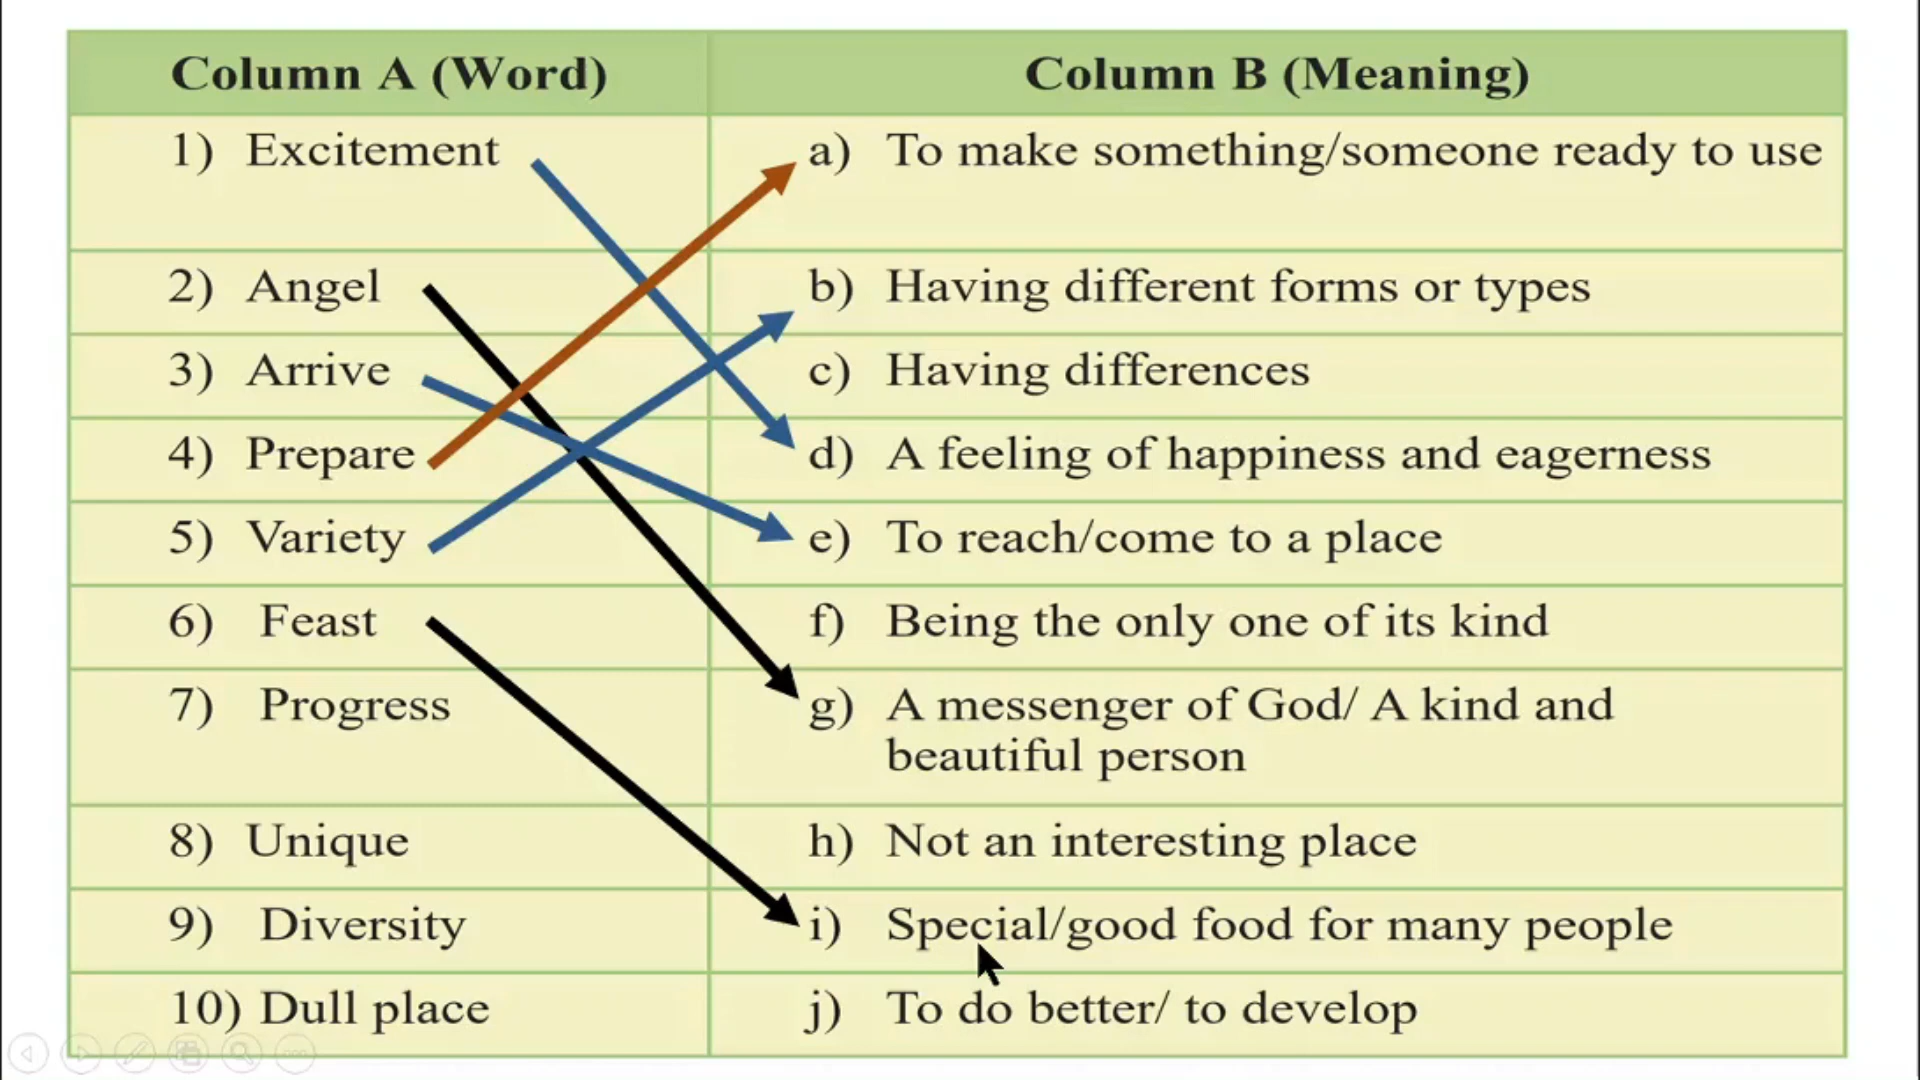 Column A (Word) Column B (Meaning)
1) Excitement a) To make something/someone ready to use
2) Angel b) Having different forms or types
3) Arrive c) Having differences
4) Prepare d) A feeling of happiness and eagerness
5) Variety e) To reach/come to a place
6) Feast f) Being the only one of its kind
7) Progress g) A messenger of God/ A kind and
beautiful person
8) Unique h) Not an interesting place
9) Diversity i) Special/good food for many people
10) Dull place j) To do better/ to develop